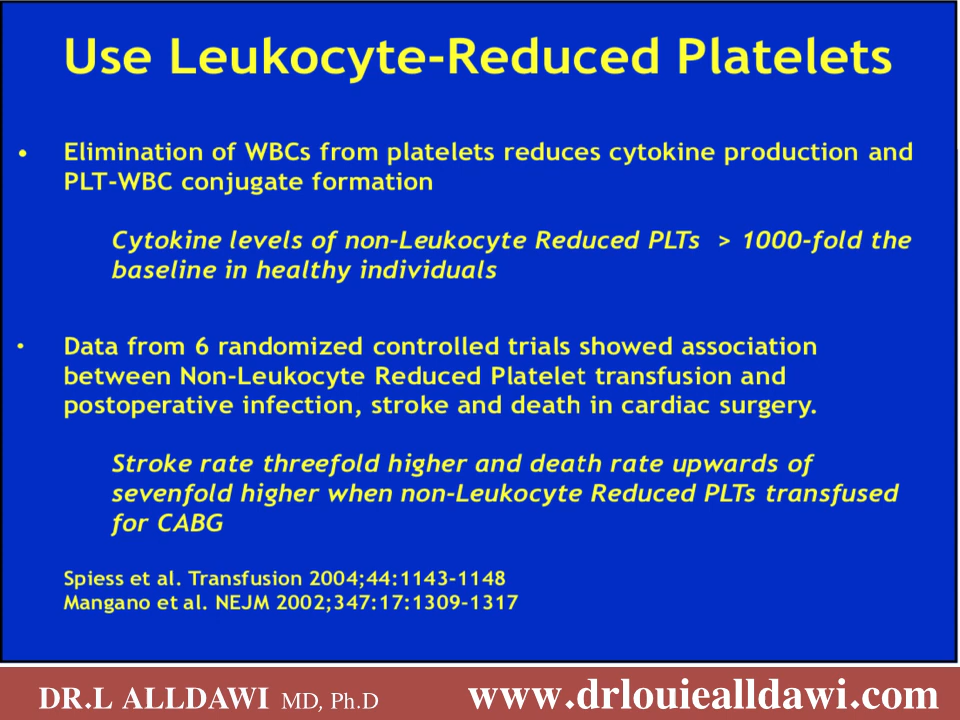 Use Leukocyte-Reduced Platelets
• Elimination of WBCs from platelets reduces cytokine production and
PLT-WBC conjugate formation
Cytokine levels of non-Leukocyte Reduced PLTs > 1000-fold the
baseline in healthy individuals
• Data from 6 randomized controlled trials showed association
between Non-Leukocyte Reduced Platelet transfusion and
postoperative infection, stroke and death in cardiac surgery.
Stroke rate threefold higher and death rate upwards of
sevenfold higher when non-Leukocyte Reduced PLTs transfused
for CABG
Spiess et al. Transfusion 2004;44:1143-1148
Mangano et al. NEJM 2002;347:17:1309-1317
DR.L ALLDAWI MD, Ph.D www.drlouiealldawi.com